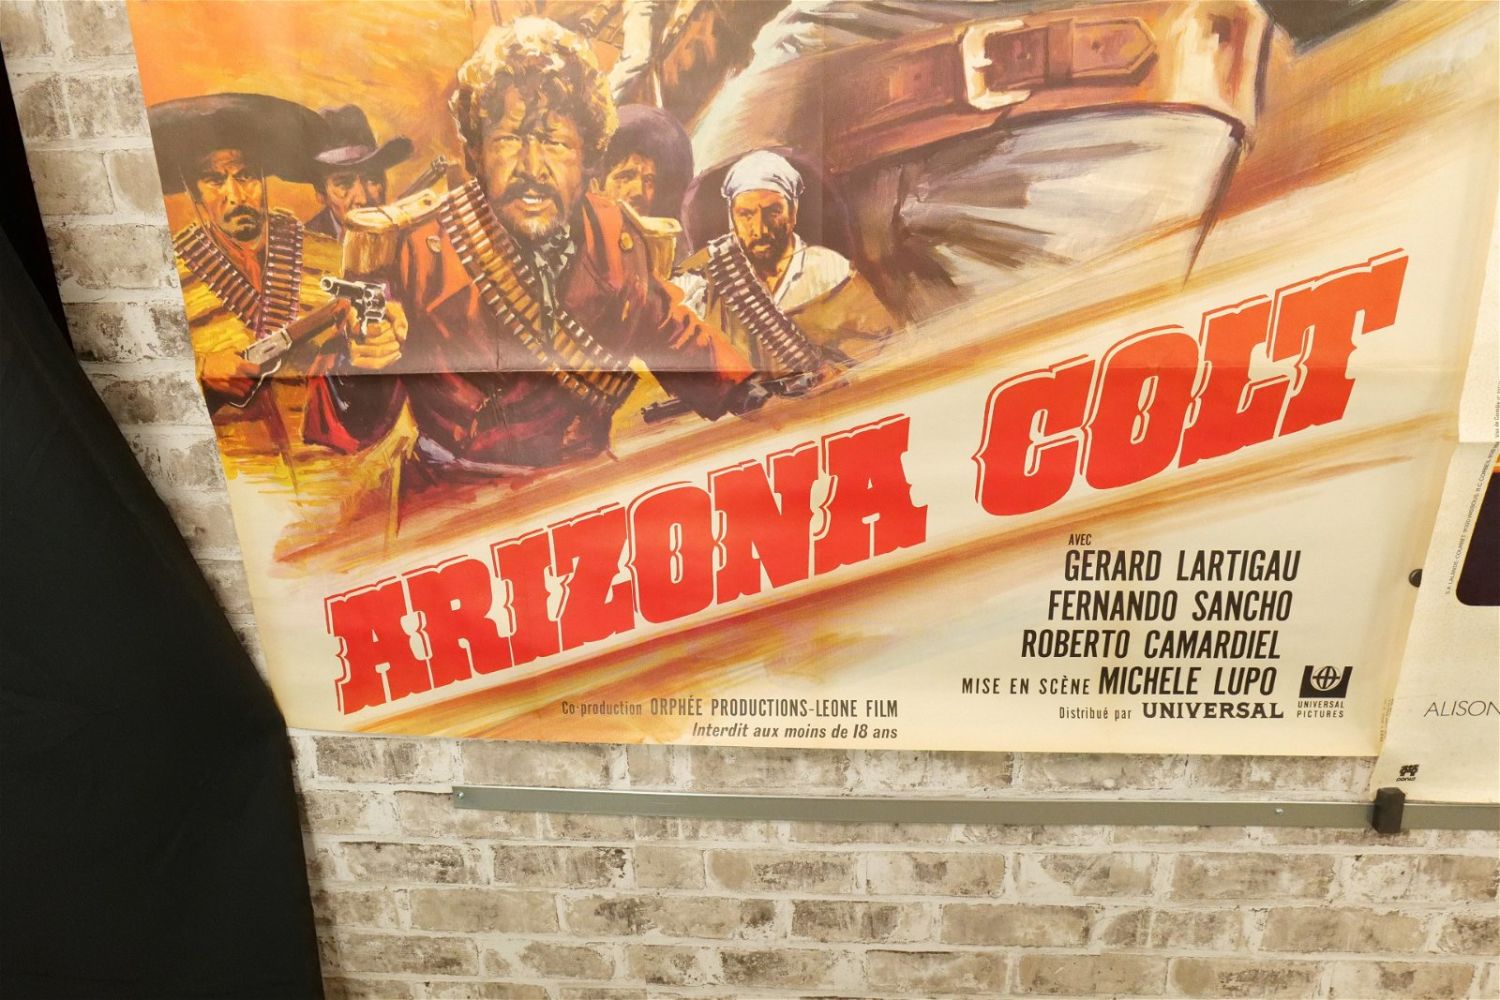 ARIZONA COLT
AVEC
GERARD LARTIGAU
FERNANDO SANCHO
ROBERTO CAMARDIEL
MISE EN SCÈNE MICHELE LUPO
Distribué par UNIVERSAL
UNIVERSAL
PICTURES
Co-production ORPHÉE PRODUCTIONS-LEONE FILM
Interdit aux moins de 18 ans
ALISON